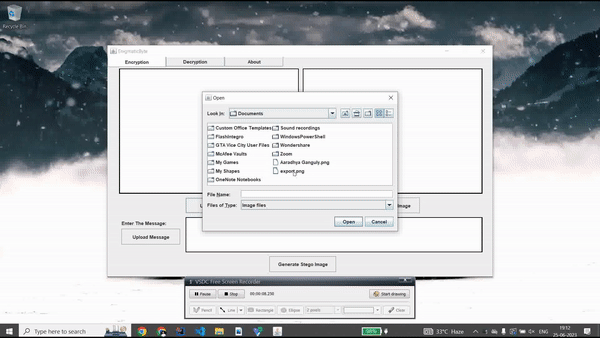 Recycle Bin
EnigmaticByte
Encryption
Decryption
About
Open
Look in:
Documents
Custom Office Templates
FlashIntegro
GTA Vice City User Files
McAfee Vaults
My Games
My Shapes
OneNote Notebooks
Sound recordings
WindowsPowerShell
Wondershare
Zoom
Aaradhya Ganguly.png
export.png
File Name:
Files of Type:
Image files
Open
Cancel
Enter The Message:
Upload Message
Generate Stego Image
VSDC Free Screen Recorder
Pause
Stop
00:00:08.230
Start drawing
Pencil
Line
Rectangle
Ellipse
2 pixels
Clear
Type here to search
98%
33°C Haze
ENG
19:12
25-06-2023